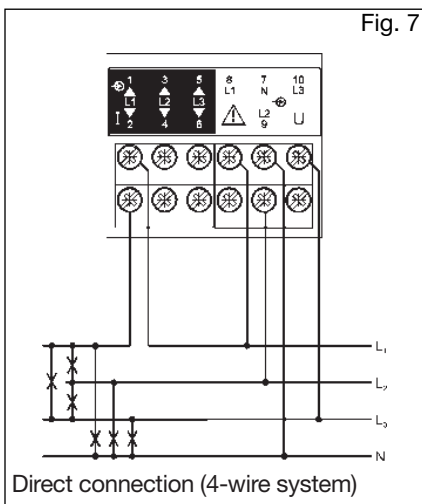 Fig. 7
1 3 5 8 7 10
L1 N L3
L1 L2 L3
L2
I 2 4 6 9 U
L1
L2
L3
N
Direct connection (4-wire system)